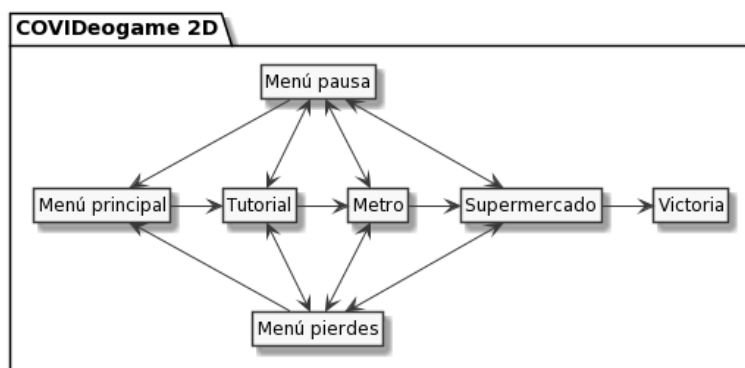 COVIDeogame 2D
Menú pausa
Menú principal
Tutorial
Metro
Supermercado
Victoria
Menú pierdes